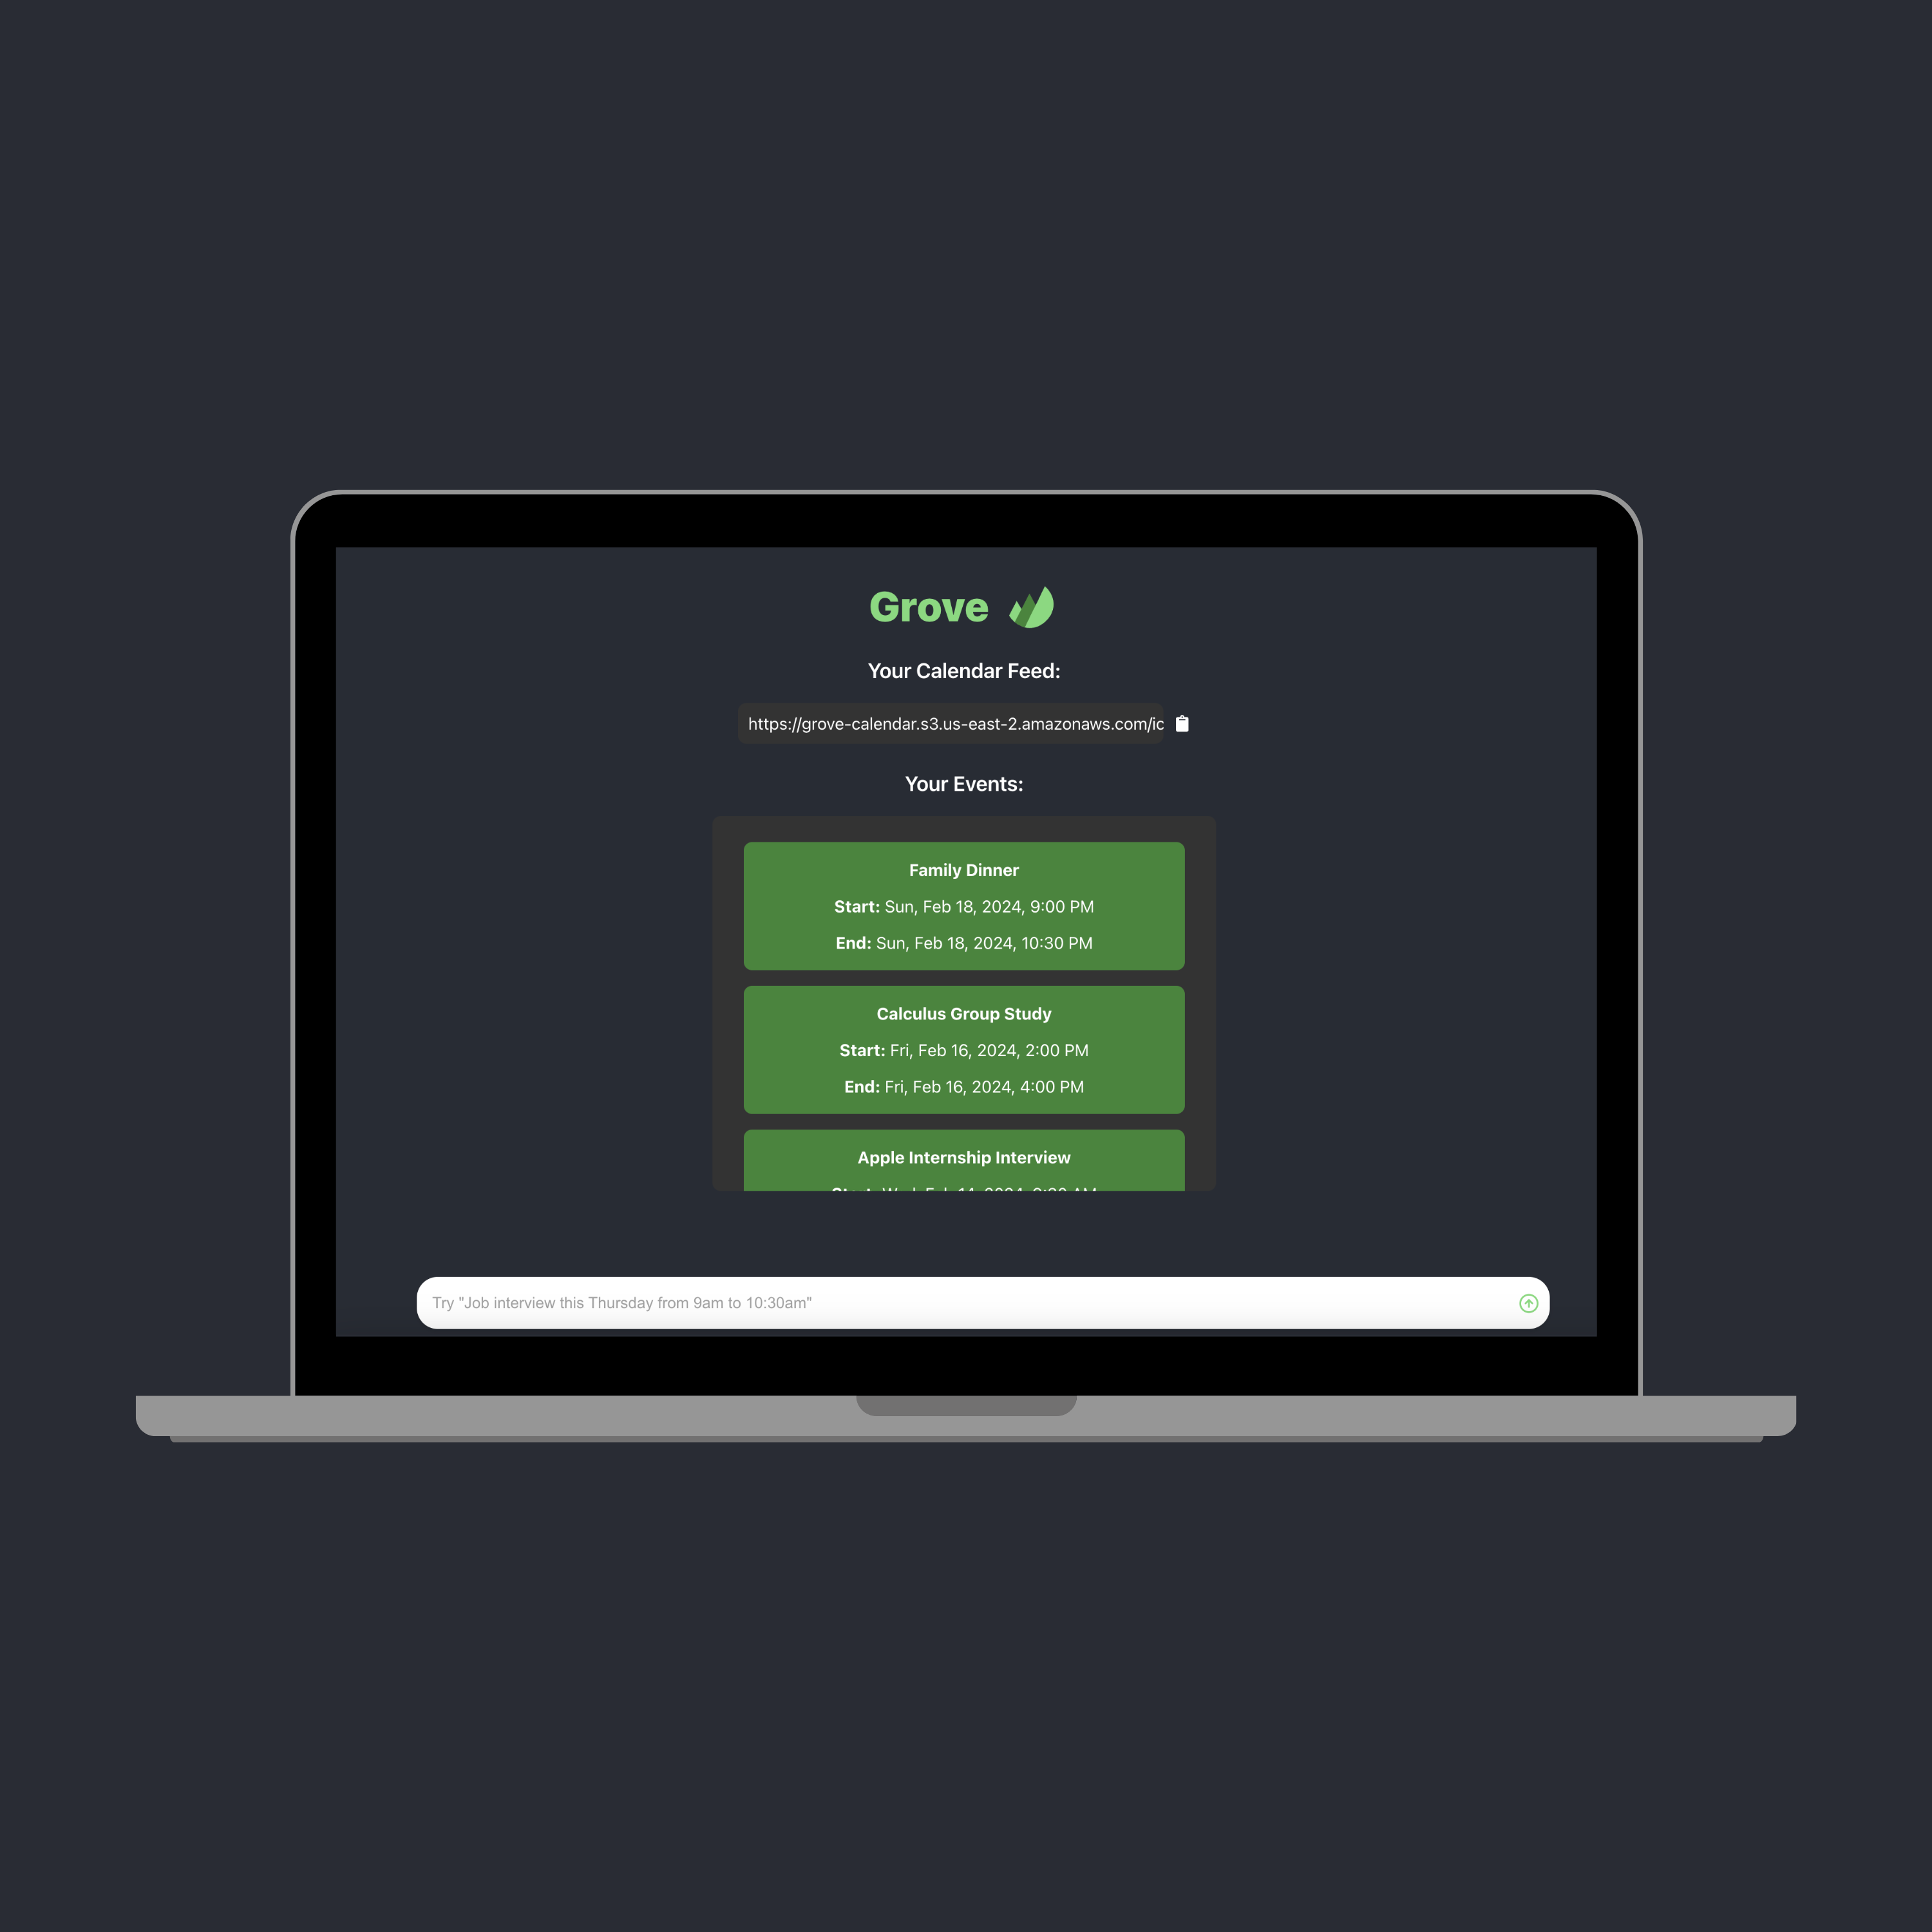 Grove
Your Calendar Feed:
https://grove-calendar.s3.us-east-2.amazonaws.com/ic
Your Events:
Family Dinner
Start: Sun, Feb 18, 2024, 9:00 PM
End: Sun, Feb 18, 2024, 10:30 PM
Calculus Group Study
Start: Fri, Feb 16, 2024, 2:00 PM
End: Fri, Feb 16, 2024, 4:00 PM
Apple Internship Interview
Try "Job interview this Thursday from 9am to 10:30am"